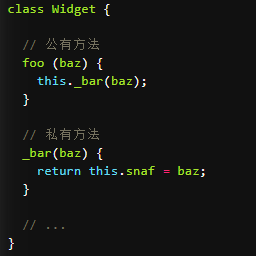 class Widget {
// 公有方法
foo (baz) {
this._bar(baz);
}
// 私有方法
_bar(baz) {
return this.snaf = baz;
}
// ...
}